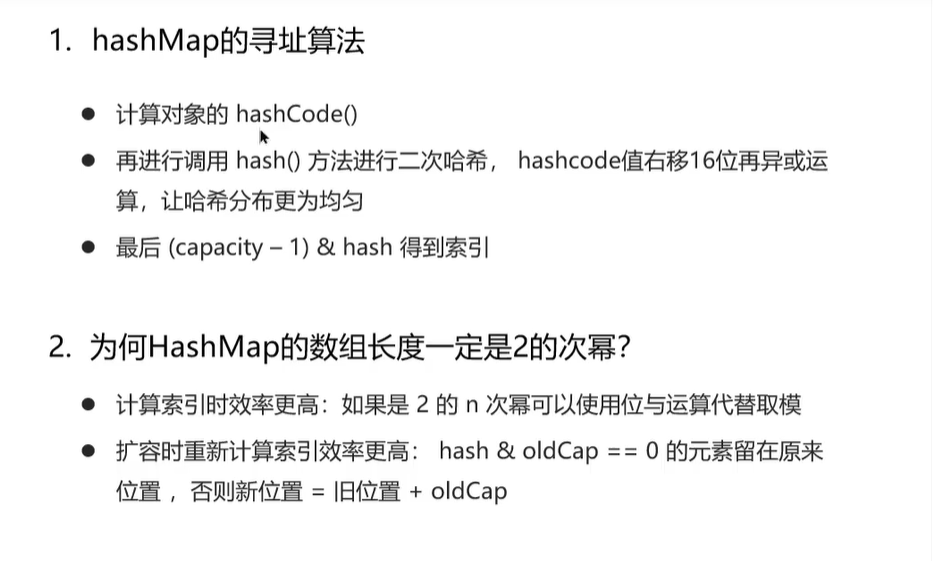 1. hashMap的寻址算法
● 计算对象的 hashCode()
● 再进行调用 hash() 方法进行二次哈希， hashcode值右移16位再异或运
算，让哈希分布更为均匀
● 最后 (capacity – 1) & hash 得到索引
2. 为何HashMap的数组长度一定是2的次幂？
● 计算索引时效率更高：如果是 2 的 n 次幂可以使用位与运算代替取模
● 扩容时重新计算索引效率更高： hash & oldCap == 0 的元素留在原来
位置 ，否则新位置 = 旧位置 + oldCap